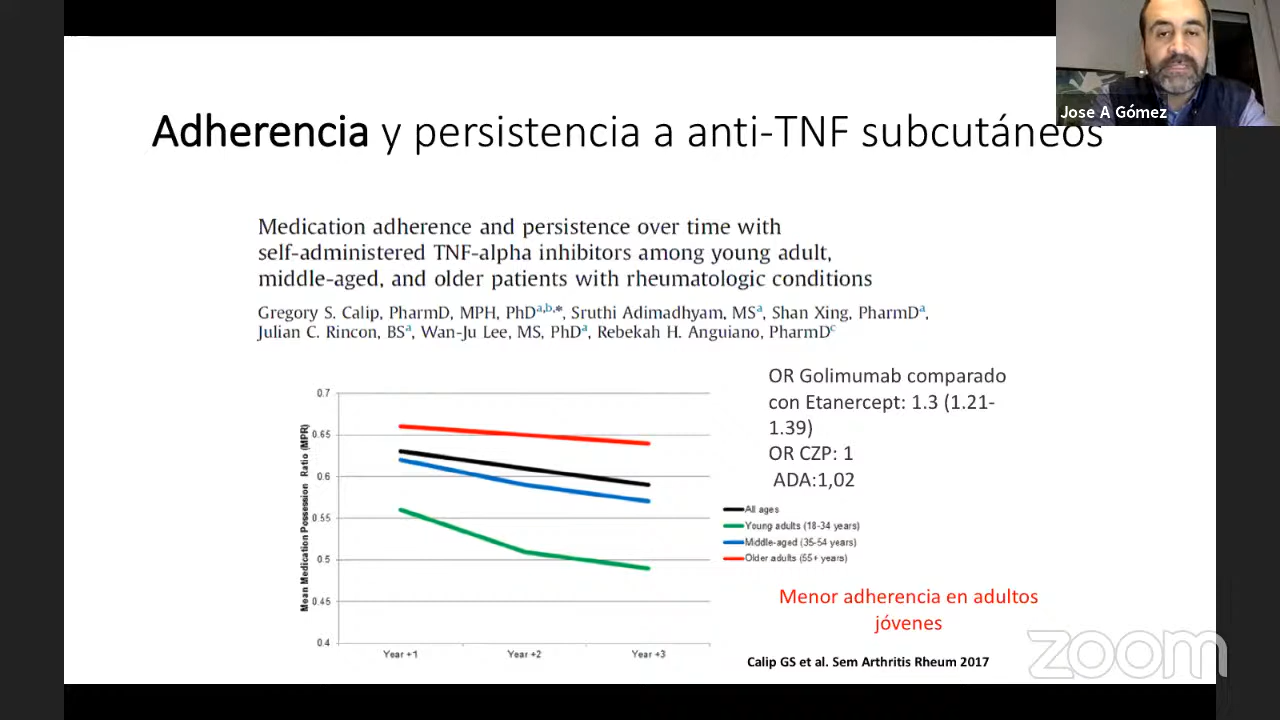 Jose A Gómez
Adherencia y persistencia a anti-TNF subcutáneos
Medication adherence and persistence over time with
self-administered TNF-alpha inhibitors among young adult,
middle-aged, and older patients with rheumatologic conditions
Gregory S. Calip, PharmD, MPH, PhDa,b,*, Sruthi Adimadhyam, MSa, Shan Xing, PharmDa,
Julian C. Rincon, BSa, Wan-Ju Lee, MS, PhDa, Rebekah H. Anguiano, PharmDc
OR Golimumab comparado
con Etanercept: 1.3 (1.21-
1.39)
OR CZP: 1
ADA:1,02
Mean Medication Possession Ratio (MPR)
0.7
0.65
0.6
0.55
0.5
0.45
0.4
Year +1
Year +2
Year +3
All ages
Young adults (18-34 years)
Middle-aged (35-54 years)
Older adults (55+ years)
Menor adherencia en adultos
jóvenes
Calip GS et al. Sem Arthritis Rheum 2017
zoom